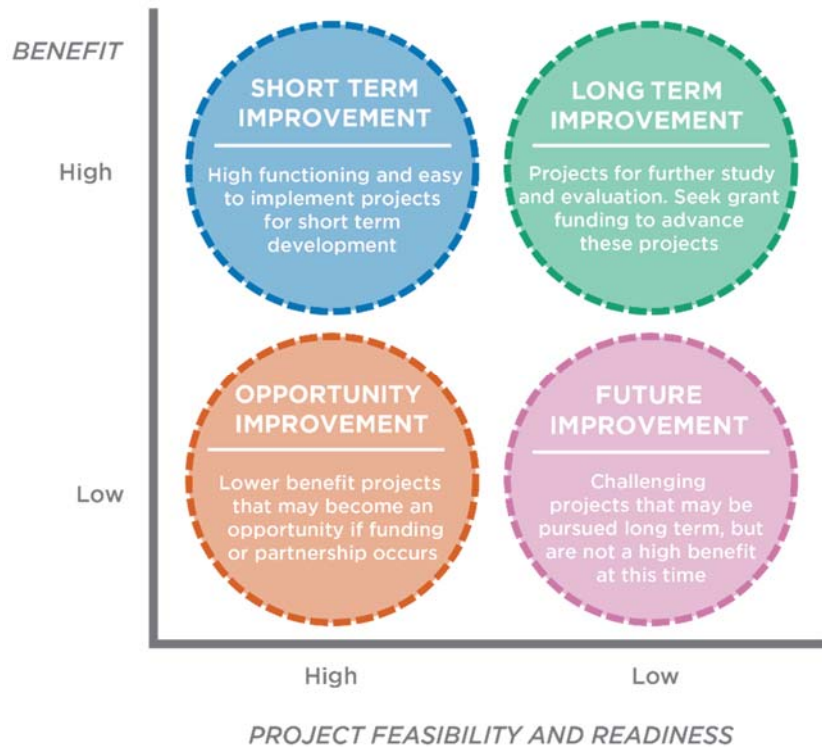 BENEFIT
High
SHORT TERM
IMPROVEMENT
High functioning and easy
to implement projects
for short term
development
LONG TERM
IMPROVEMENT
Projects for further study
and evaluation. Seek grant
funding to advance
these projects
Low
OPPORTUNITY
IMPROVEMENT
Lower benefit projects
that may become an
opportunity if funding
or partnership occurs
FUTURE
IMPROVEMENT
Challenging
projects that may be
pursued long term, but
are not a high benefit
at this time
High
Low
PROJECT FEASIBILITY AND READINESS